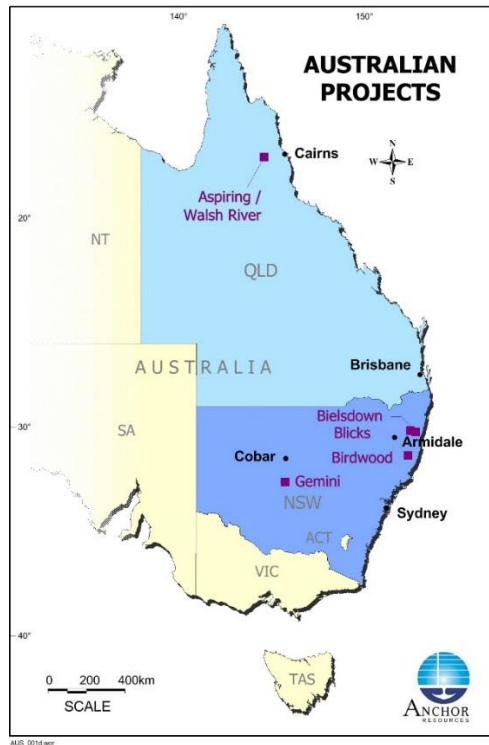 140°
150°
AUSTRALIAN
PROJECTS
Cairns
N
W
E
S
Aspiring /
Walsh River
20°
NT
QLD
AUSTRALIA
Brisbane
Bielsdown
Blicks
30°
SA
Armidale
Cobar
Birdwood
Gemini
NSW
Sydney
ACT
VIC
40°
0 200 400km
SCALE
TAS
ANCHOR
RESOURCES
AUS_001d.wor